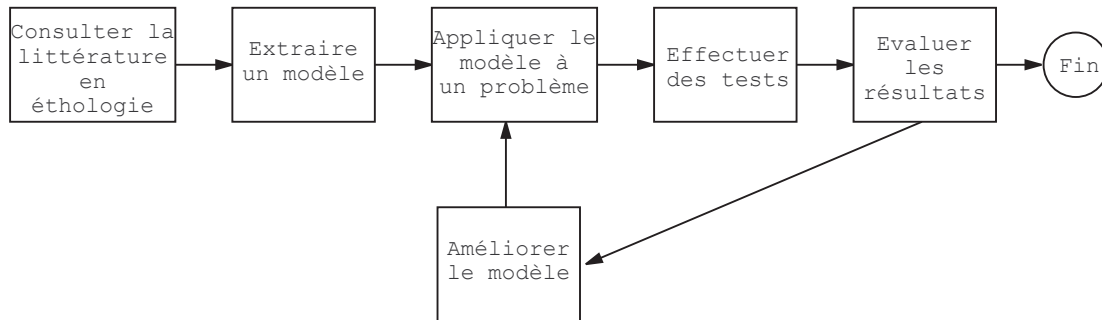 Consulter la
littérature
en
éthologie
Extraire
un modèle
Appliquer le
modèle à
un problème
Effectuer
des tests
Evaluer
les
résultats
Fin
Améliorer
le modèle